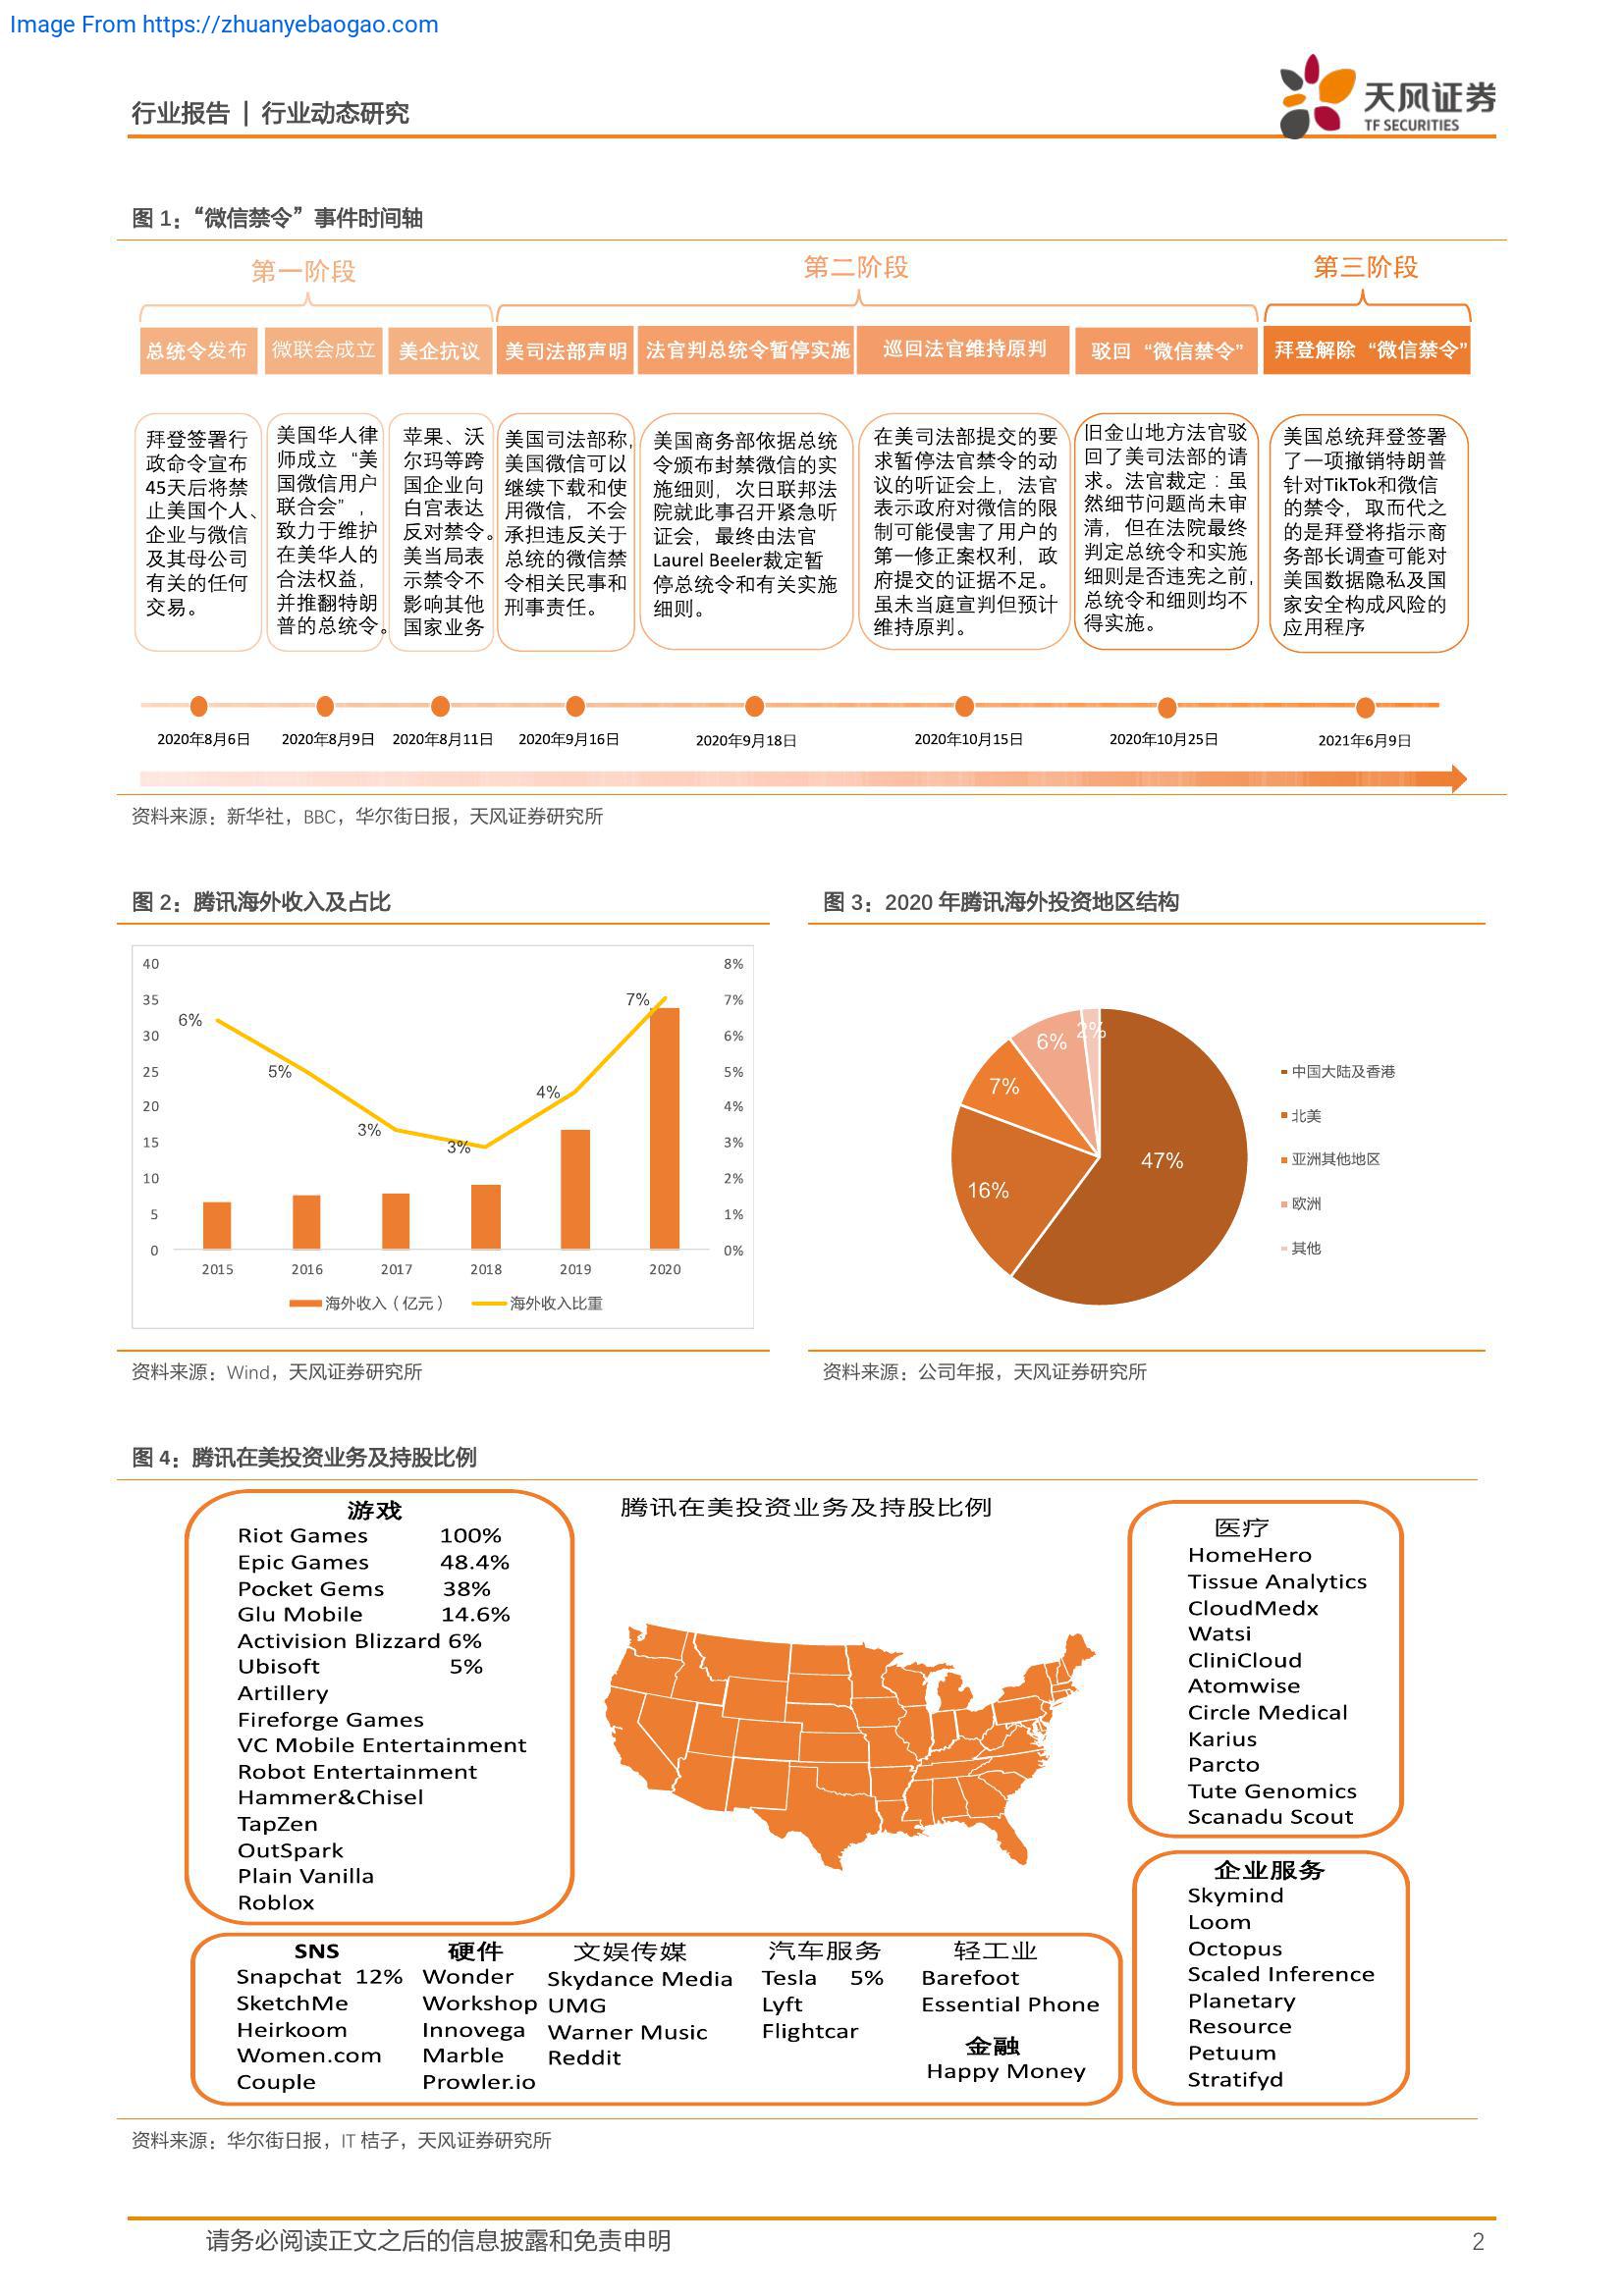 Image From https://zhuanyebaogao.com
行业报告 | 行业动态研究
天风证券
TF SECURITIES
图 1：“微信禁令”事件时间轴
第一阶段
第二阶段
第三阶段
总统令发布
微联会成立
美企抗议
美司法部声明
法官判总统令暂停实施
巡回法官维持原判
驳回 “微信禁令”
拜登解除 “微信禁令”
拜登签署行
政命令宣布
45天后将禁
止美国个人、
企业与微信
及其母公司
有关的任何
交易。
美国华人律
师成立 “美
国微信用户
联合会”，
致力于维护
在美华人的
合法权益，
并推翻特朗
普的总统令。
苹果、沃
尔玛等跨
国企业向
白宫表达
反对禁令。
美当局表
示禁令不
影响其他
国家业务
美国司法部称，
美国微信可以
继续下载和使
用微信，不会
承担违反关于
总统的微信禁
令相关民事和
刑事责任。
美国商务部依据总统
令颁布封禁微信的实
施细则，次日联邦法
院就此事召开紧急听
证会，最终由法官
Laurel Beeler裁定暂
停总统令和有关实施
细则。
在美司法部提交的要
求暂停法官禁令的动
议的听证会上，法官
表示政府对微信的限
制可能侵害了用户的
第一修正案权利，政
府提交的证据不足。
虽未当庭宣判但预计
维持原判。
旧金山地方法官驳
回了美司法部的请
求。法官裁定：虽
然细节问题尚未审
清，但在法院最终
判定总统令和实施
细则是否违宪之前，
总统令和细则均不
得实施。
美国总统拜登签署
了一项撤销特朗普
针对TikTok和微信
的禁令，取而代之
的是拜登将指示商
务部长调查可能对
美国数据隐私及国
家安全构成风险的
应用程序
2020年8月6日
2020年8月9日
2020年8月11日
2020年9月16日
2020年9月18日
2020年10月15日
2020年10月25日
2021年6月9日
资料来源：新华社，BBC，华尔街日报，天风证券研究所
图 2：腾讯海外收入及占比
40
35
30
25
20
15
10
5
0
8%
7%
6%
5%
4%
3%
2%
1%
0%
6%
5%
3%
3%
4%
7%
2015
2016
2017
2018
2019
2020
海外收入（亿元）
海外收入比重
资料来源：Wind，天风证券研究所
图 3：2020 年腾讯海外投资地区结构
47%
16%
7%
6%
2%
中国大陆及香港
北美
亚洲其他地区
欧洲
其他
资料来源：公司年报，天风证券研究所
图 4：腾讯在美投资业务及持股比例
腾讯在美投资业务及持股比例
游戏
Riot Games 100%
Epic Games 48.4%
Pocket Gems 38%
Glu Mobile 14.6%
Activision Blizzard 6%
Ubisoft 5%
Artillery
Fireforge Games
VC Mobile Entertainment
Robot Entertainment
Hammer&Chisel
TapZen
OutSpark
Plain Vanilla
Roblox
医疗
HomeHero
Tissue Analytics
CloudMedx
Watsi
CliniCloud
Atomwise
Circle Medical
Karius
Parcto
Tute Genomics
Scanadu Scout
企业服务
Skymind
Loom
Octopus
Scaled Inference
Planetary
Resource
Petuum
Stratifyd
SNS
Snapchat 12%
SketchMe
Heirkoom
Women.com
Couple
硬件
Wonder
Workshop
Innovega
Marble
Prowler.io
文娱传媒
Skydance Media
UMG
Warner Music
Reddit
汽车服务
Tesla 5%
Lyft
Flightcar
轻工业
Barefoot
Essential Phone
金融
Happy Money
资料来源：华尔街日报，IT 桔子，天风证券研究所
请务必阅读正文之后的信息披露和免责申明
2